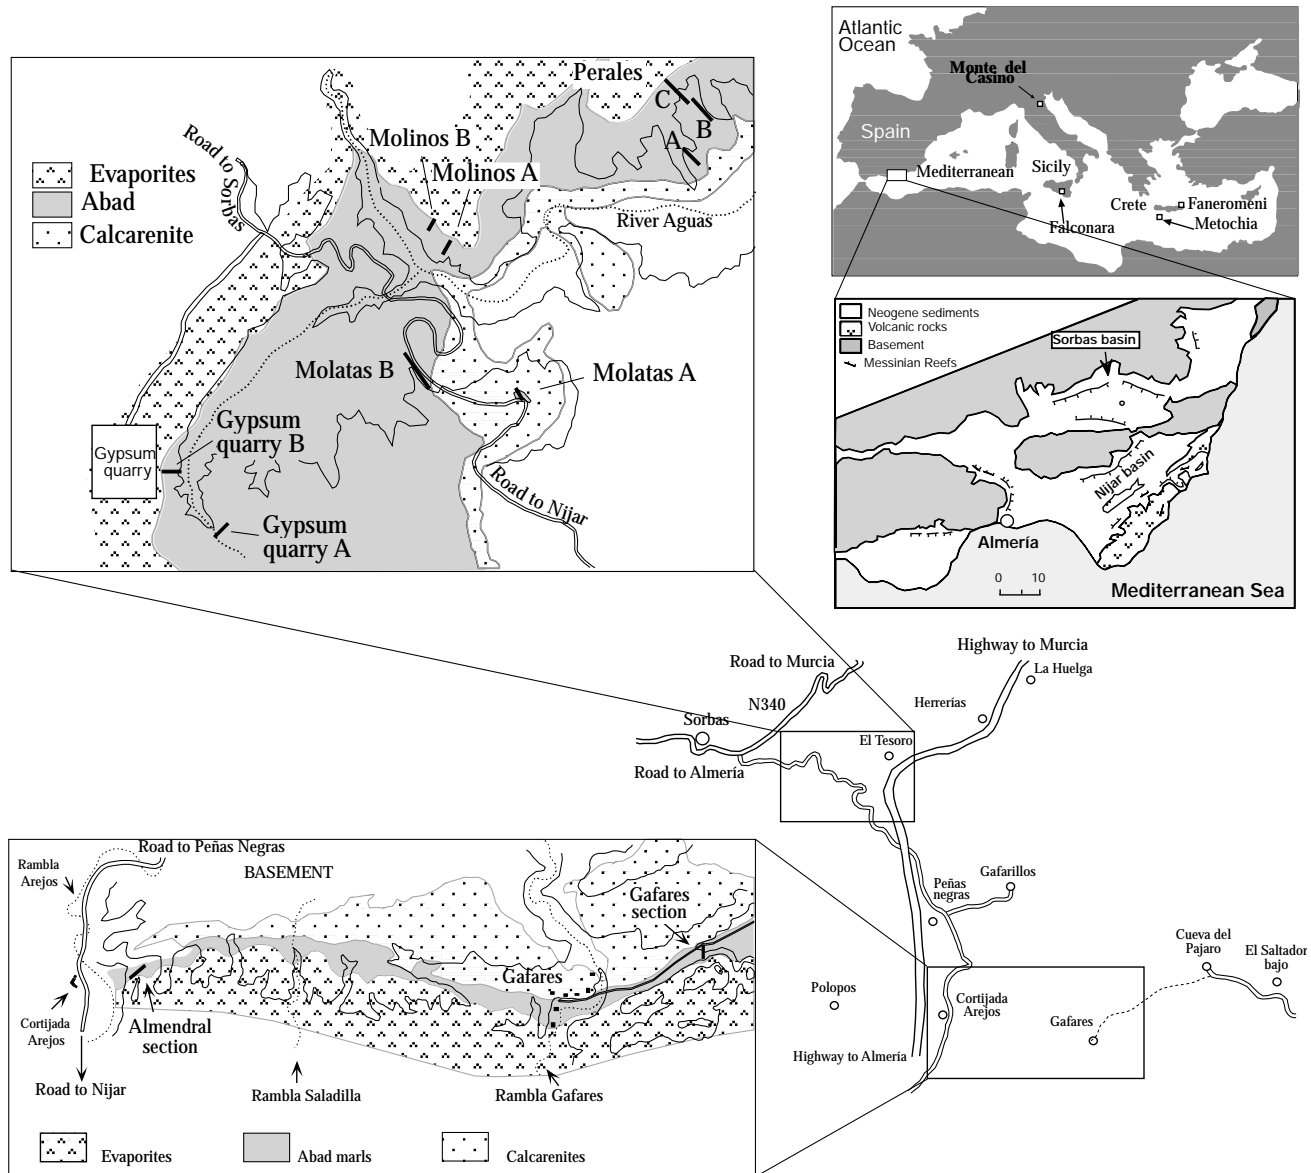 Perales
C
B
A
Molinos B
Molinos A
Road to Sorbas
Evaporites
Abad
Calcarenite
River Aguas
Molatas B
Molatas A
Gypsum
quarry B
Gypsum
quarry
Road to Nijar
Gypsum
quarry A
Atlantic
Ocean
Monte del
Casino
Spain
Mediterranean
Sicily
Crete
Faneromeni
Falconara
Metochia
Neogene sediments
Volcanic rocks
Basement
Messinian Reefs
Sorbas basin
Nijar basin
Almería
0 10
Mediterranean Sea
Highway to Murcia
Road to Murcia
La Huelga
N340
Herrerías
Sorbas
El Tesoro
Road to Almería
Peñas
negras
Gafarillos
Cueva del
Pajaro
El Saltador
bajo
Polopos
Cortijada
Arejos
Gafares
Highway to Almería
Road to Peñas Negras
Rambla
Arejos
BASEMENT
Gafares
section
Gafares
Cortijada
Arejos
Almendral
section
Road to Nijar
Rambla Saladilla
Rambla Gafares
Evaporites
Abad marls
Calcarenites